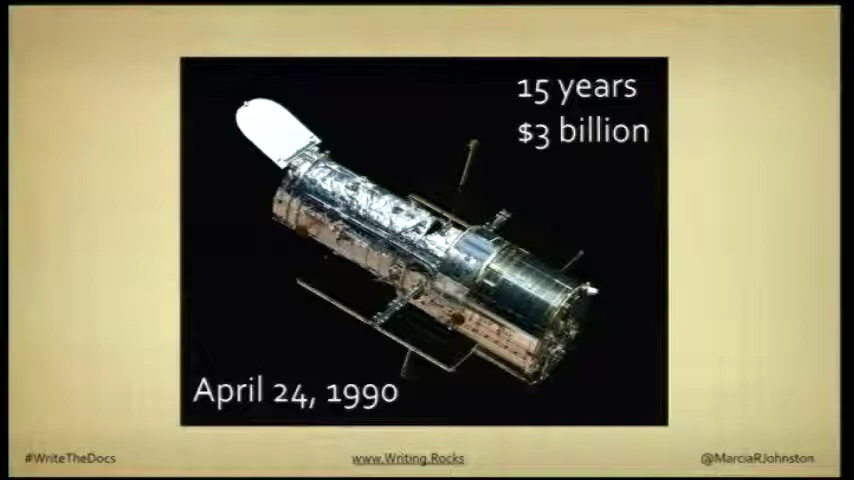 15 years
$3 billion
April 24, 1990
#WriteTheDocs
www.Writing.Rocks
@MarciaRJohnston